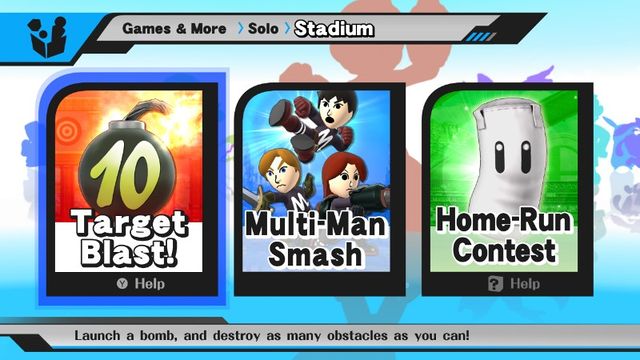 Games & More
Solo
Stadium
10
Target
Blast!
Y Help
M
M
Multi-Man
Smash
Home-Run
Contest
? Help
Launch a bomb, and destroy as many obstacles as you can!